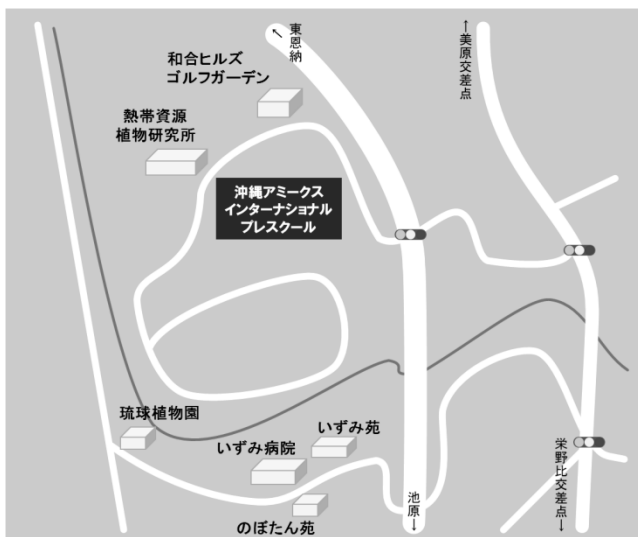 ↑
東恩納
↑
美原交差点
和合ヒルズ
ゴルフガーデン
熱帯資源
植物研究所
沖縄アミークス
インターナショナル
プレスクール
琉球植物園
いずみ苑
いずみ病院
のぼたん苑
池原
↓
栄野比交差点
↓